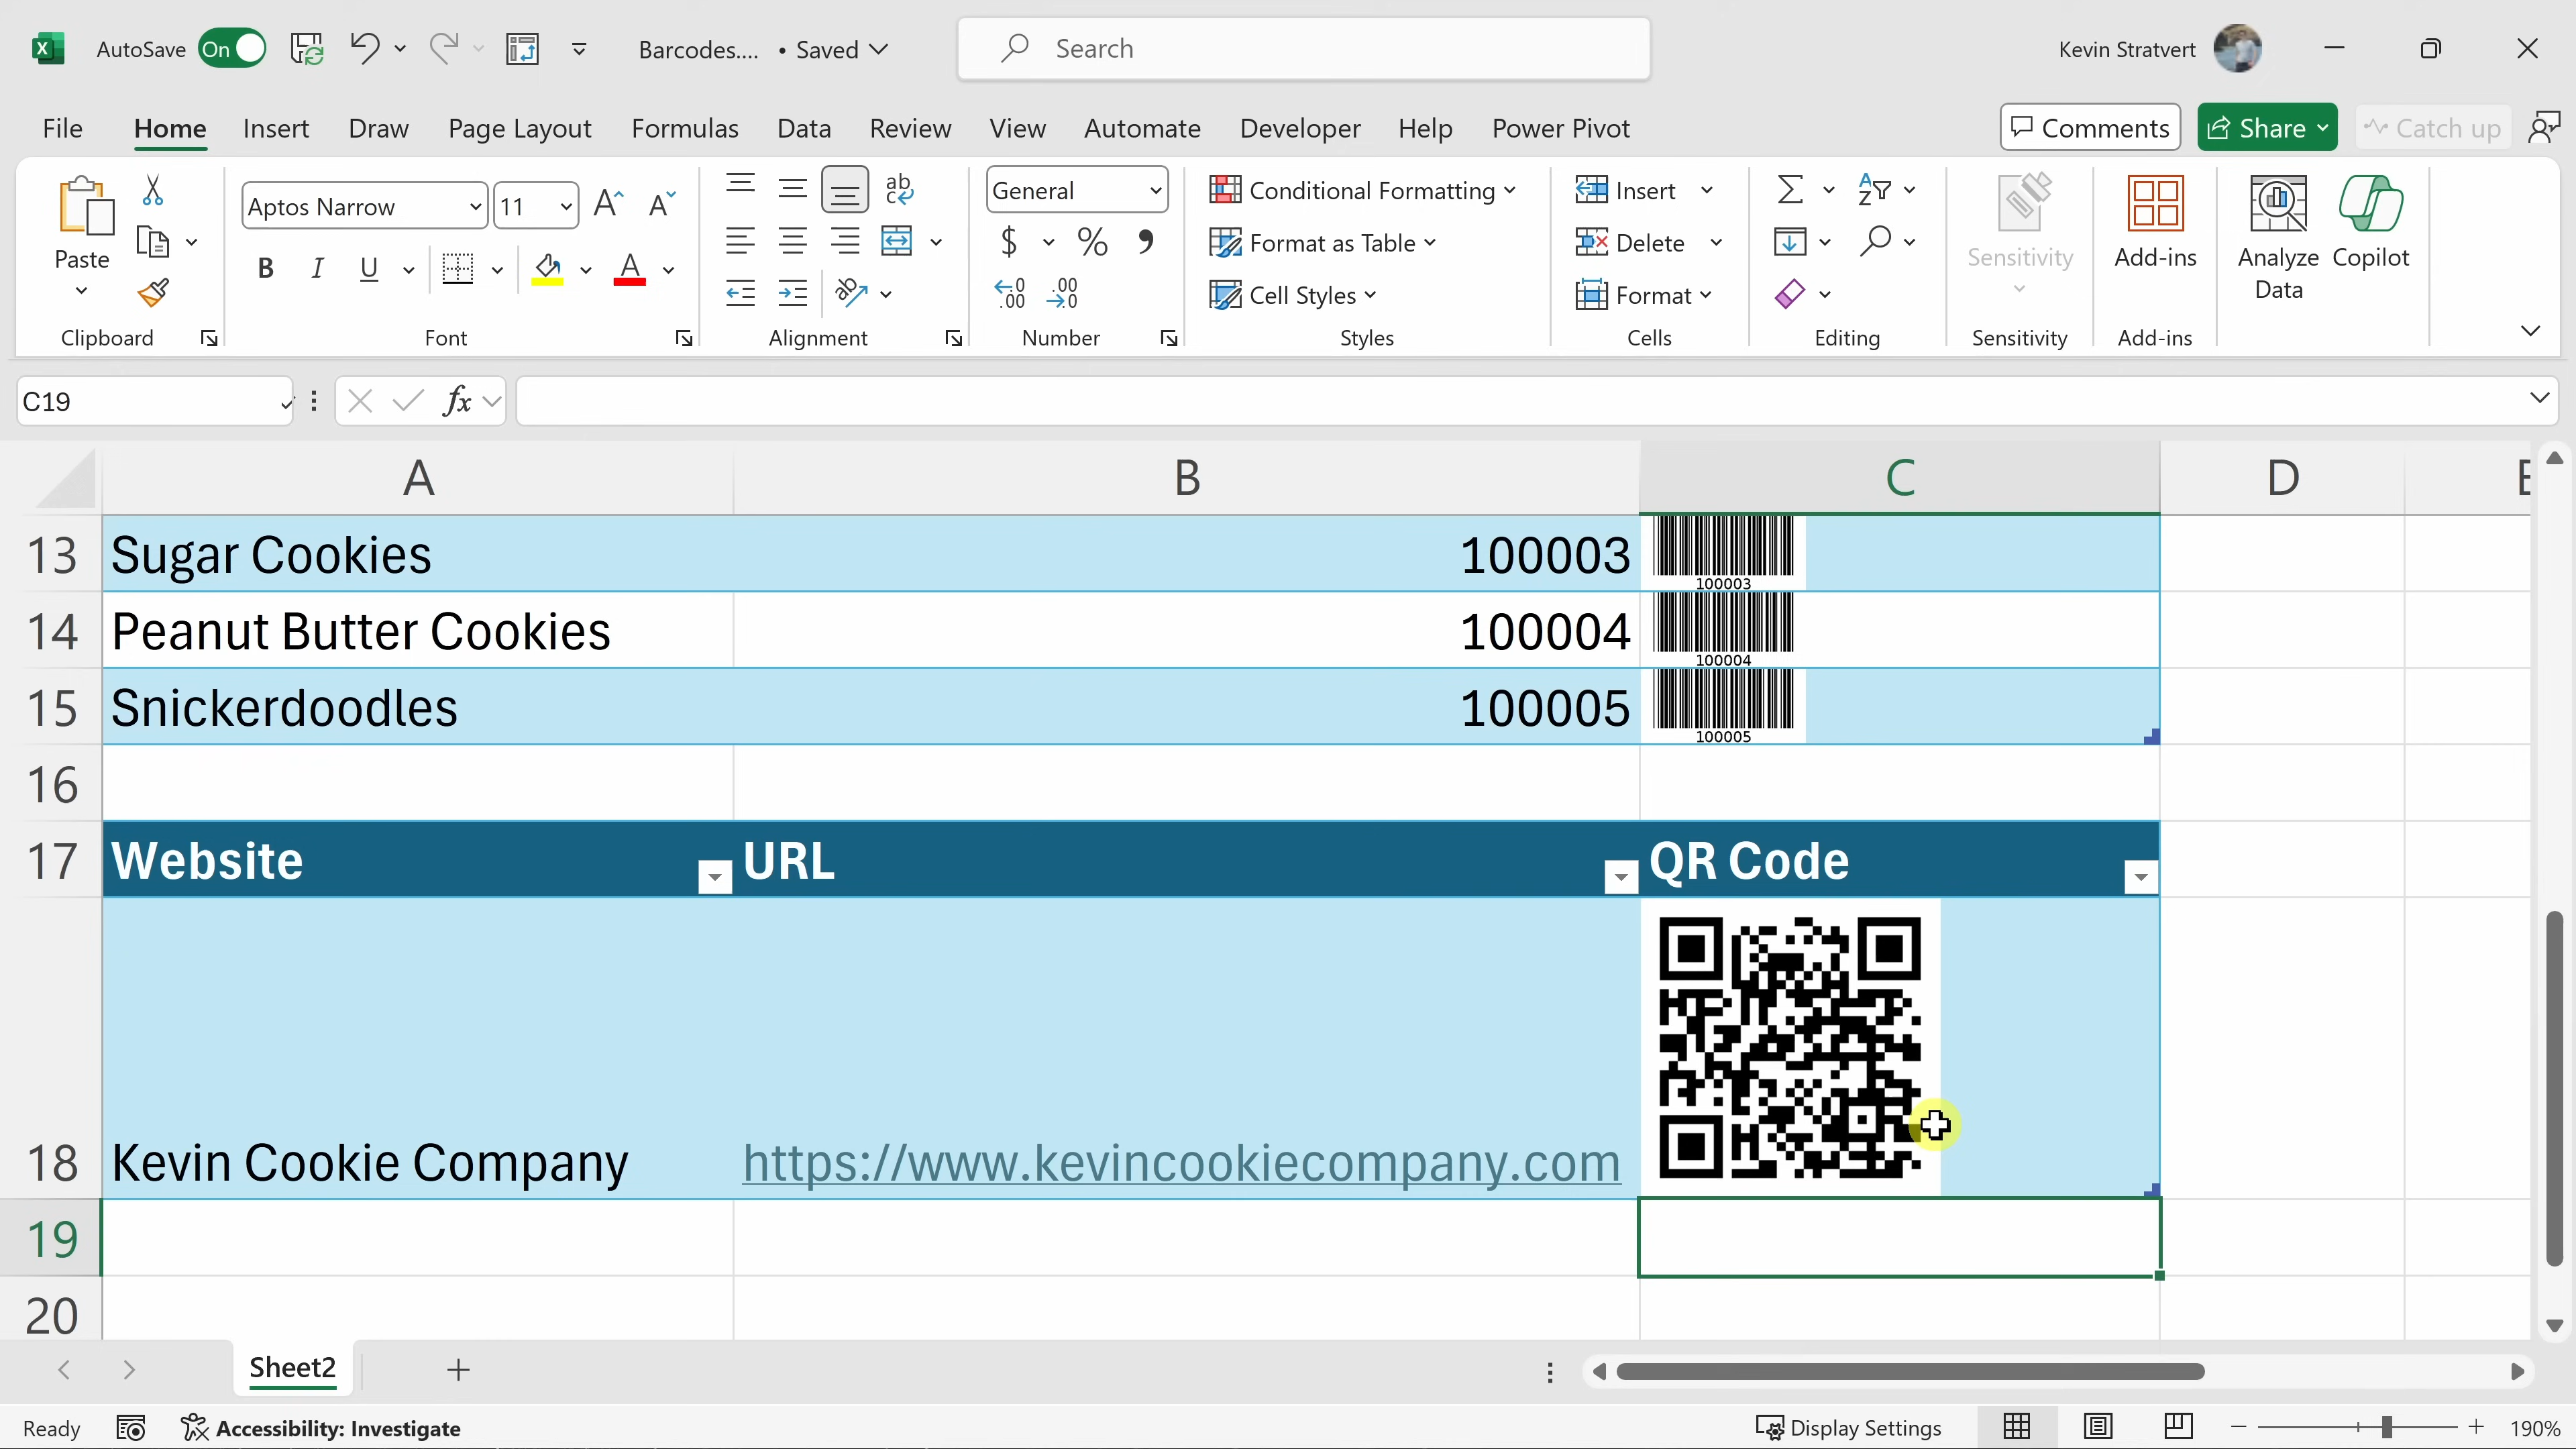 AutoSave On Barcodes.... • Saved Search Kevin Stratvert
File Home Insert Draw Page Layout Formulas Data Review View Automate Developer Help Power Pivot Comments Share Catch up
Paste Aptos Narrow 11 ab c General Conditional Formatting Insert Sensitivity Add-ins Analyze Data Copilot
B I U A $ % Format as Table Delete
Cell Styles Format
Clipboard Font Alignment Number Styles Cells Editing Sensitivity Add-ins
C19 fx
A B C D E
13 Sugar Cookies 100003 100003
14 Peanut Butter Cookies 100004 100004
15 Snickerdoodles 100005 100005
16
17 Website URL QR Code
18 Kevin Cookie Company https://www.kevincookiecompany.com
19
20
Sheet2
Ready Accessibility: Investigate Display Settings 190%